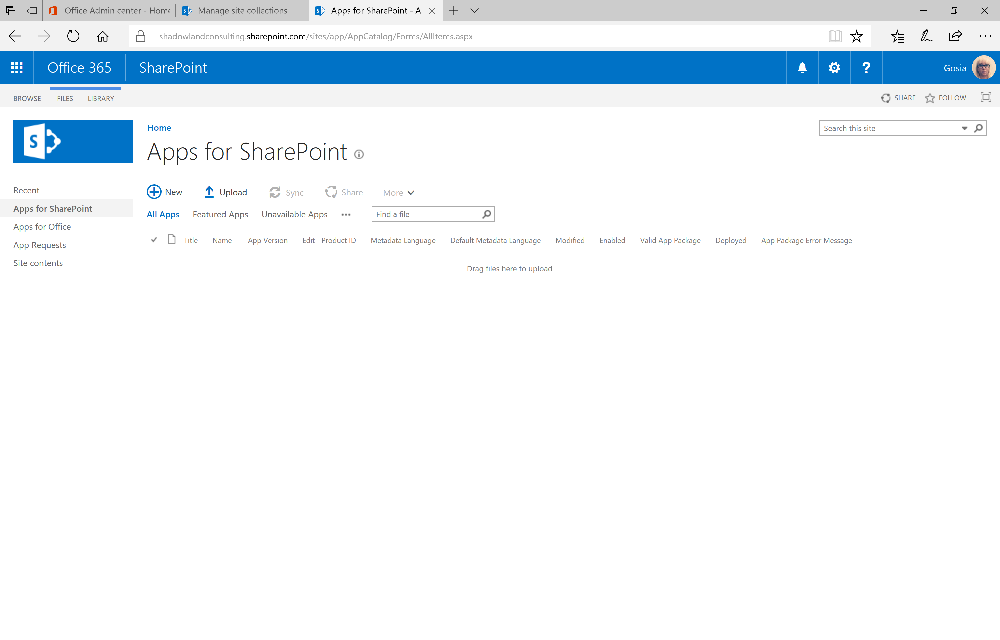 Office Admin center - Home
Manage site collections
Apps for SharePoint - A
shadowlandconsulting.sharepoint.com/sites/app/AppCatalog/Forms/AllItems.aspx
Office 365
SharePoint
?
Gosia
BROWSE
FILES
LIBRARY
SHARE
FOLLOW
S
Home
Search this site
Apps for SharePoint
Recent
Apps for SharePoint
Apps for Office
App Requests
Site contents
New
Upload
Sync
Share
More
All Apps
Featured Apps
Unavailable Apps
Find a file
Title
Name
App Version
Edit
Product ID
Metadata Language
Default Metadata Language
Modified
Enabled
Valid App Package
Deployed
App Package Error Message
Drag files here to upload